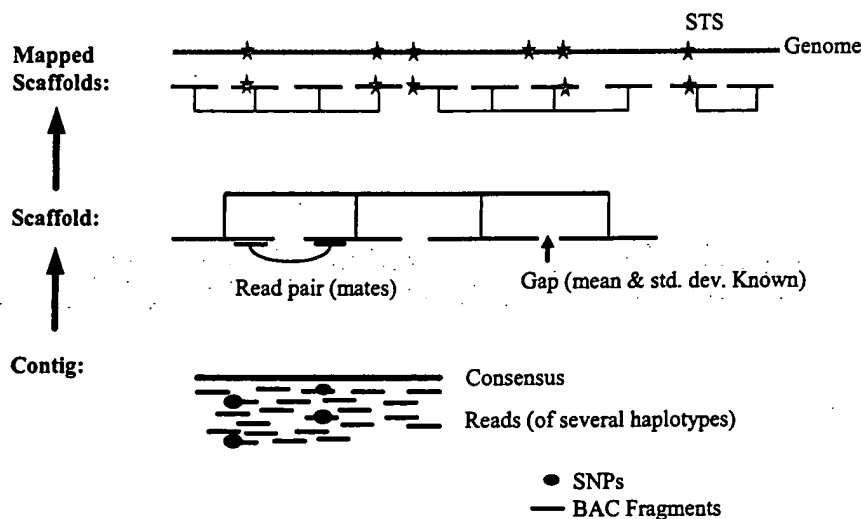 STS
Genome
Mapped
Scaffolds:
Scaffold:
Read pair (mates)
Gap (mean & std. dev. Known)
Contig:
Consensus
Reads (of several haplotypes)
SNPs
BAC Fragments